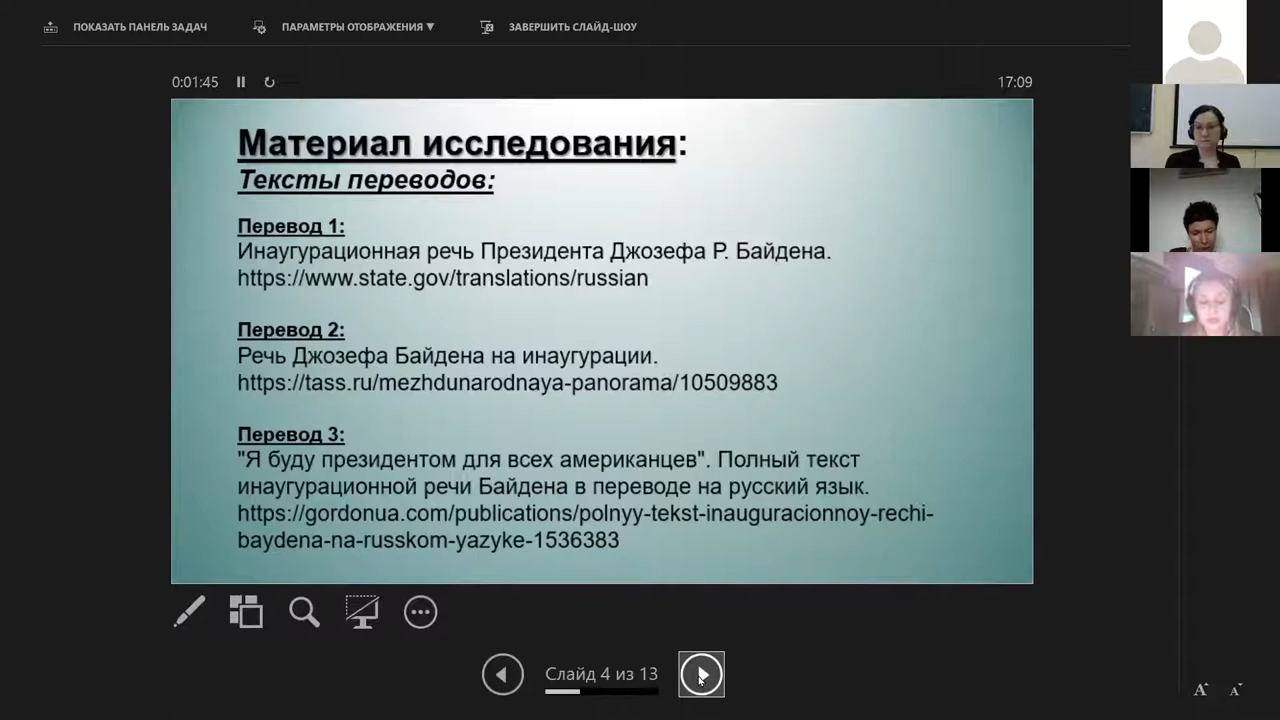 ПОКАЗАТЬ ПАНЕЛЬ ЗАДАЧ
ПАРАМЕТРЫ ОТОБРАЖЕНИЯ ▼
ЗАВЕРШИТЬ СЛАЙД-ШОУ
0:01:45
17:09
Материал исследования:
Тексты переводов:
Перевод 1:
Инаугурационная речь Президента Джозефа Р. Байдена.
https://www.state.gov/translations/russian
Перевод 2:
Речь Джозефа Байдена на инаугурации.
https://tass.ru/mezhdunarodnaya-panorama/10509883
Перевод 3:
"Я буду президентом для всех американцев". Полный текст
инаугурационной речи Байдена в переводе на русский язык.
https://gordonua.com/publications/polnyy-tekst-inauguracionnoy-rechi-
baydena-na-russkom-yazyke-1536383
Слайд 4 из 13
A A